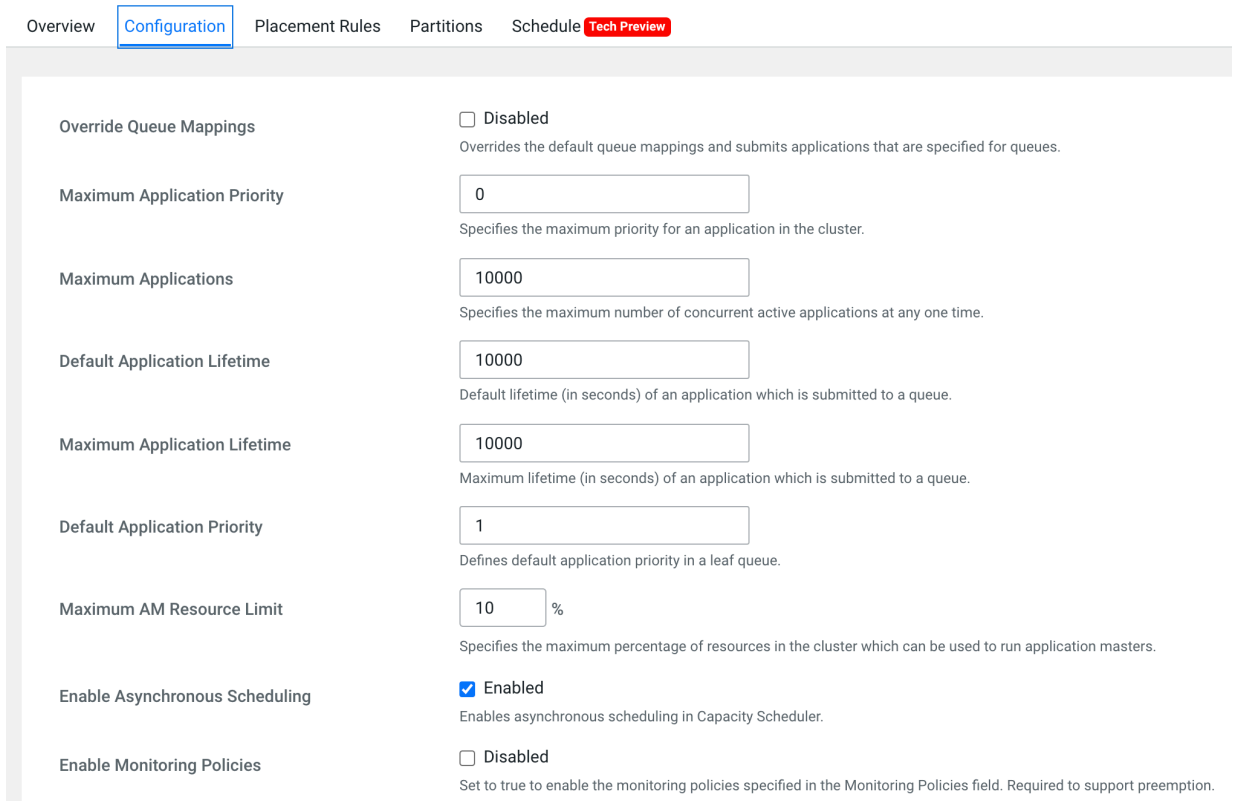 Overview Configuration Placement Rules Partitions Schedule Tech Preview
Override Queue Mappings
Disabled
Overrides the default queue mappings and submits applications that are specified for queues.
Maximum Application Priority
0
Specifies the maximum priority for an application in the cluster.
Maximum Applications
10000
Specifies the maximum number of concurrent active applications at any one time.
Default Application Lifetime
10000
Default lifetime (in seconds) of an application which is submitted to a queue.
Maximum Application Lifetime
10000
Maximum lifetime (in seconds) of an application which is submitted to a queue.
Default Application Priority
1
Defines default application priority in a leaf queue.
Maximum AM Resource Limit
10 %
Specifies the maximum percentage of resources in the cluster which can be used to run application masters.
Enable Asynchronous Scheduling
Enabled
Enables asynchronous scheduling in Capacity Scheduler.
Enable Monitoring Policies
Disabled
Set to true to enable the monitoring policies specified in the Monitoring Policies field. Required to support preemption.